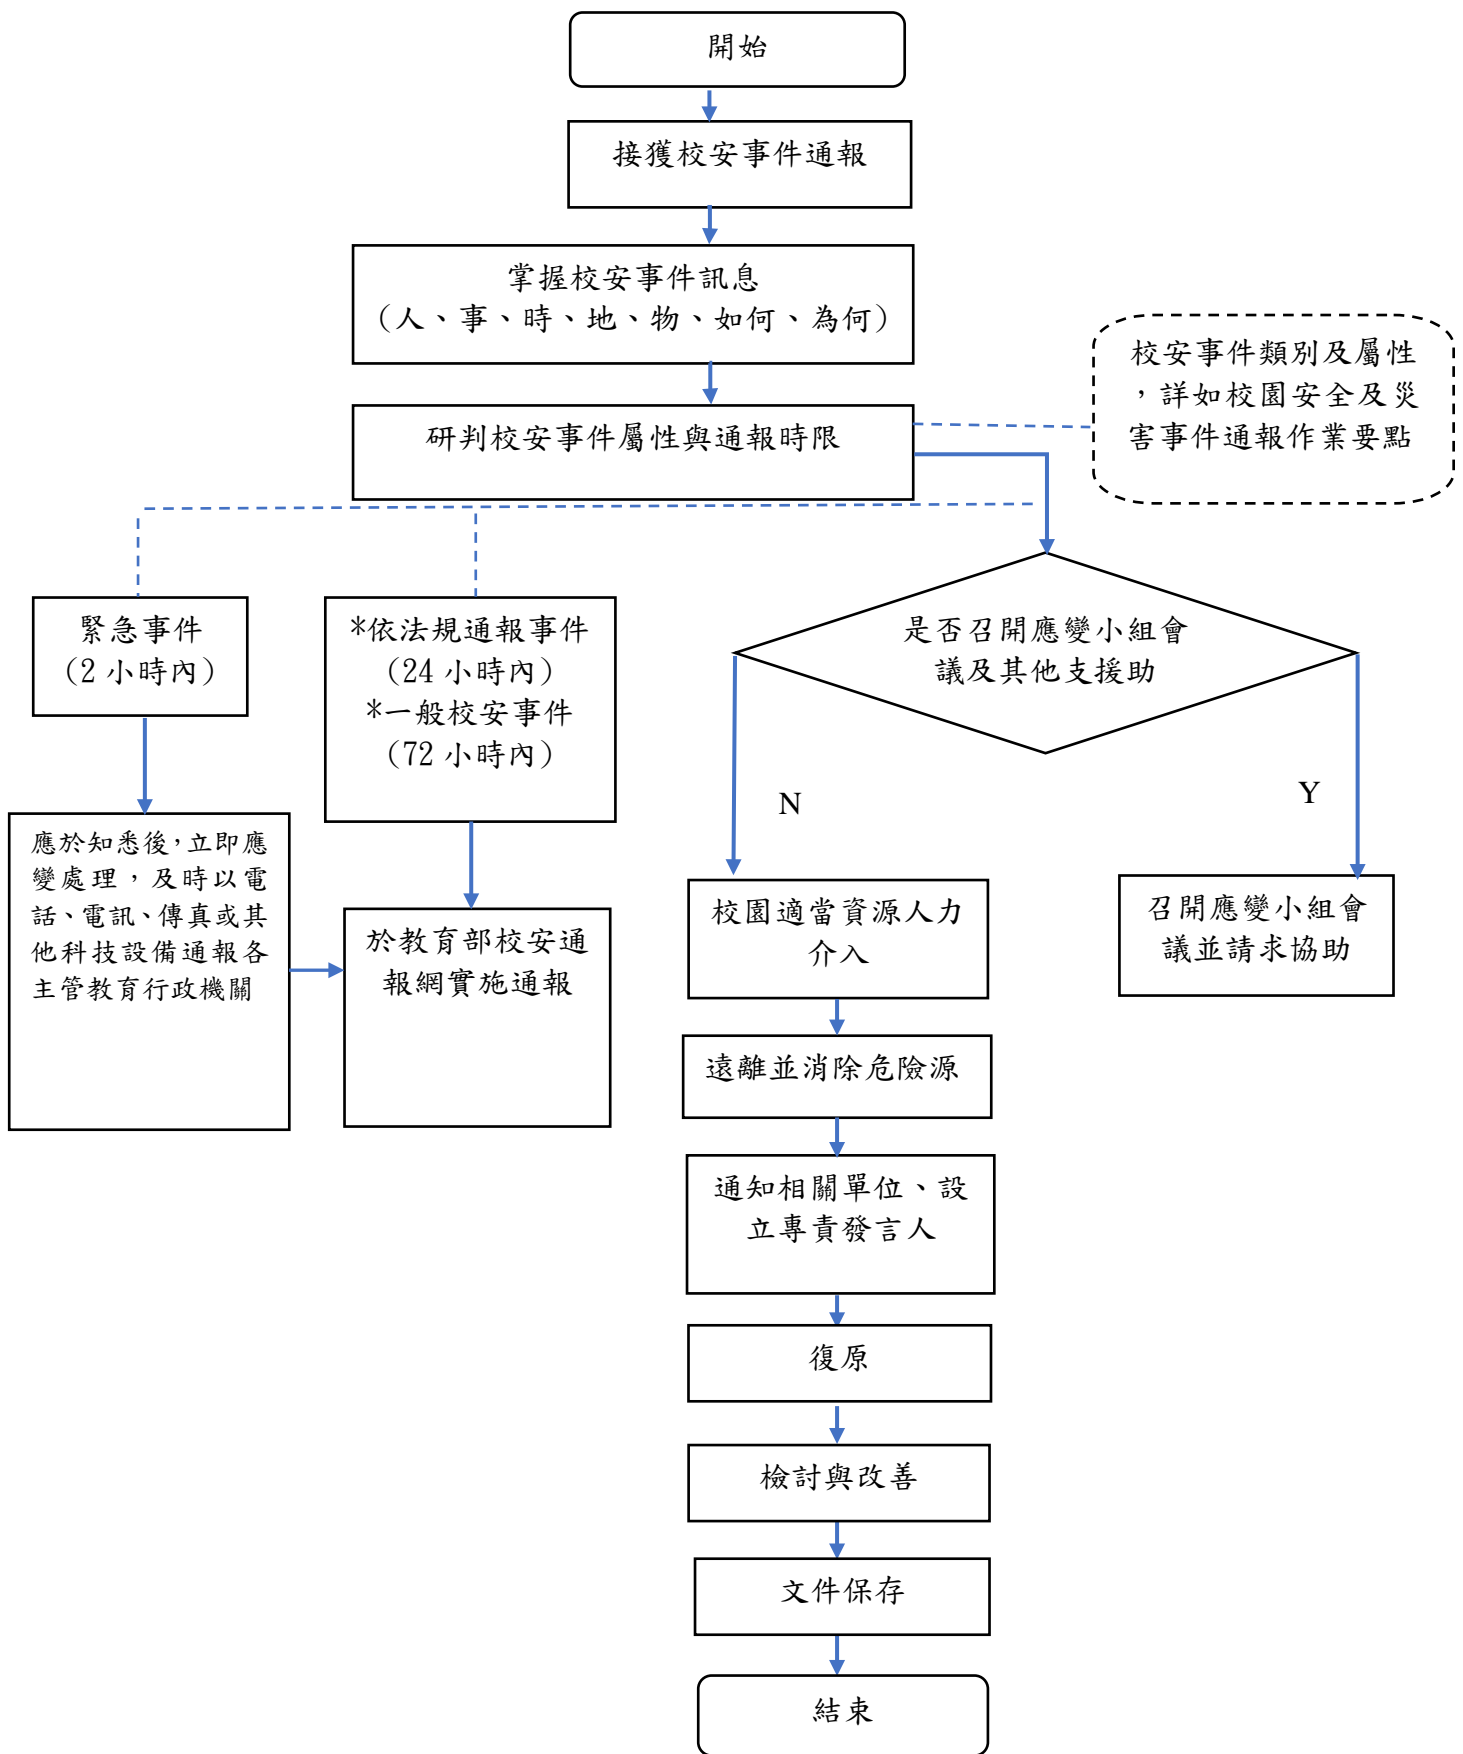 開始
接獲校安事件通報
掌握校安事件訊息
(人、事、時、地、物、如何、為何)
校安事件類別及屬性
，詳如校園安全及災
害事件通報作業要點
研判校安事件屬性與通報時限
緊急事件
(2 小時內)
*依法規通報事件
(24 小時內)
*一般校安事件
(72 小時內)
是否召開應變小組會
議及其他支援助
N
Y
應於知悉後，立即應
變處理，及時以電
話、電訊、傳真或其
他科技設備通報各
主管教育行政機關
於教育部校安通
報網實施通報
校園適當資源人力
介入
召開應變小組會
議並請求協助
遠離並消除危險源
通知相關單位、設
立專責發言人
復原
檢討與改善
文件保存
結束